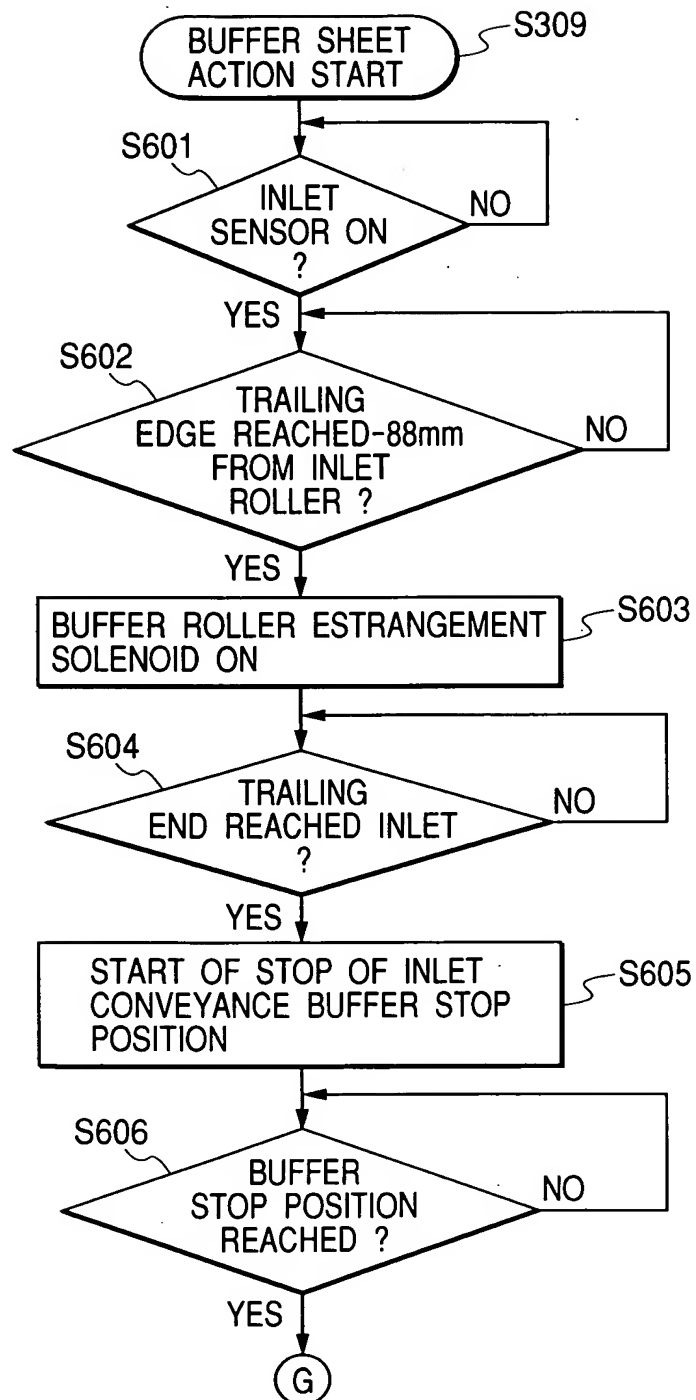 BUFFER SHEET
ACTION START
S309
S601
INLET
SENSOR ON
?
NO
YES
S602
TRAILING
EDGE REACHED-88mm
FROM INLET
ROLLER ?
NO
YES
BUFFER ROLLER ESTRANGEMENT
SOLENOID ON
S603
S604
TRAILING
END REACHED INLET
?
NO
YES
START OF STOP OF INLET
CONVEYANCE BUFFER STOP
POSITION
S605
S606
BUFFER
STOP POSITION
REACHED ?
NO
YES
G